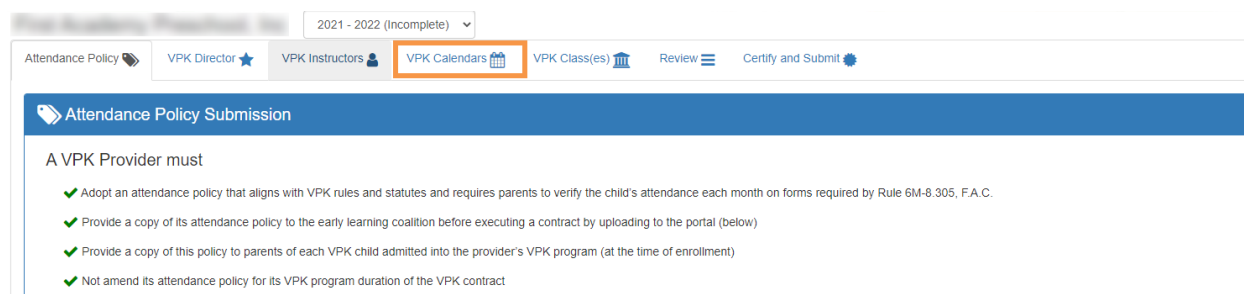 2021 - 2022 (Incomplete)
Attendance Policy VPK Director VPK Instructors VPK Calendars VPK Class(es) Review Certify and Submit
Attendance Policy Submission
A VPK Provider must
Adopt an attendance policy that aligns with VPK rules and statutes and requires parents to verify the child's attendance each month on forms required by Rule 6M-8.305, F.A.C.
Provide a copy of its attendance policy to the early learning coalition before executing a contract by uploading to the portal (below)
Provide a copy of this policy to parents of each VPK child admitted into the provider's VPK program (at the time of enrollment)
Not amend its attendance policy for its VPK program duration of the VPK contract